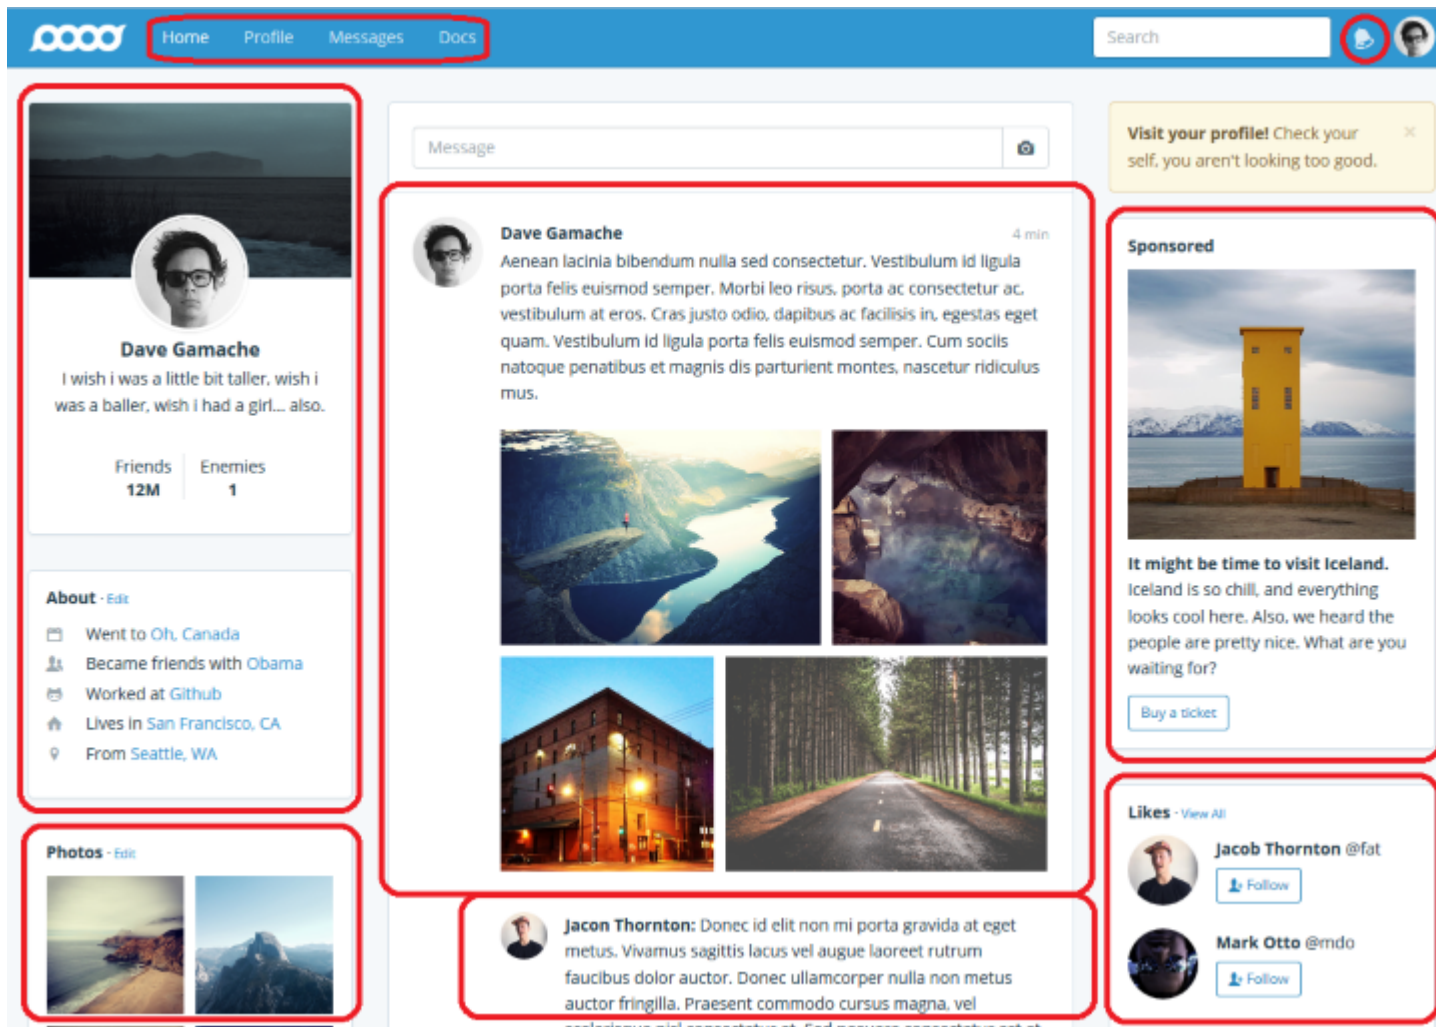 Home Profile Messages Docs
Search
Dave Gamache
I wish i was a little bit taller, wish i
was a baller, wish i had a girl... also.
Friends Enemies
12M 1
About · Edit
Went to Oh, Canada
Became friends with Obama
Worked at Github
Lives in San Francisco, CA
From Seattle, WA
Photos · Edit
Message
Dave Gamache 4 min
Aenean lacinia bibendum nulla sed consectetur. Vestibulum id ligula
porta felis euismod semper. Morbi leo risus, porta ac consectetur ac,
vestibulum at eros. Cras justo odio, dapibus ac facilisis in, egestas eget
quam. Vestibulum id ligula porta felis euismod semper. Cum sociis
natoque penatibus et magnis dis parturient montes, nascetur ridiculus
mus.
Jacon Thornton: Donec id elit non mi porta gravida at eget
metus. Vivamus sagittis lacus vel augue laoreet rutrum
faucibus dolor auctor. Donec ullamcorper nulla non metus
auctor fringilla. Praesent commodo cursus magna, vel
Visit your profile! Check your ×
self, you aren't looking too good.
Sponsored
It might be time to visit Iceland.
Iceland is so chill, and everything
looks cool here. Also, we heard the
people are pretty nice. What are you
waiting for?
Buy a ticket
Likes · View All
Jacob Thornton @fat
Follow
Mark Otto @mdo
Follow